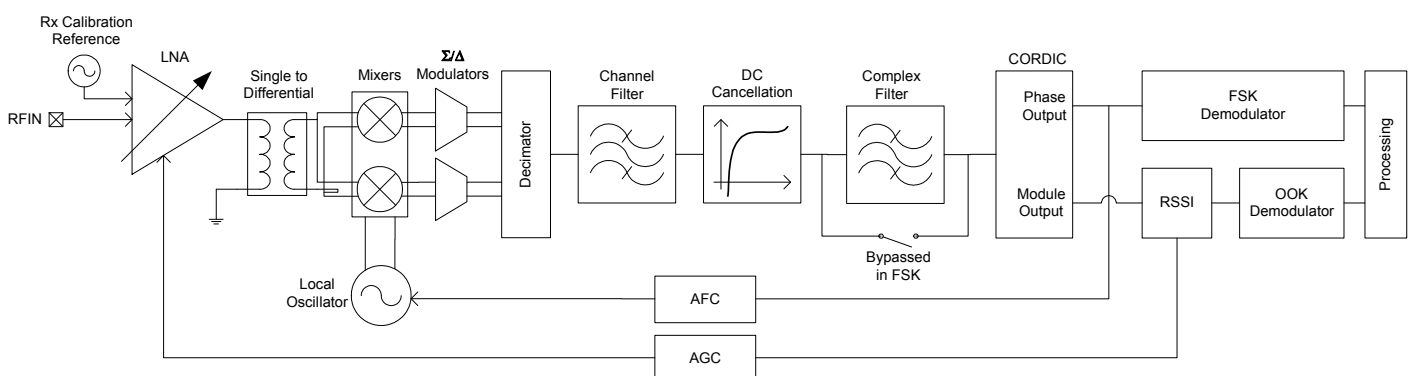 Rx Calibration
Reference
LNA
RFIN
Single to
Differential
Mixers
Σ/Δ
Modulators
Decimator
Channel
Filter
DC
Cancellation
Complex
Filter
Bypassed
in FSK
CORDIC
Phase
Output
Module
Output
FSK
Demodulator
RSSI
OOK
Demodulator
Processing
Local
Oscillator
AFC
AGC